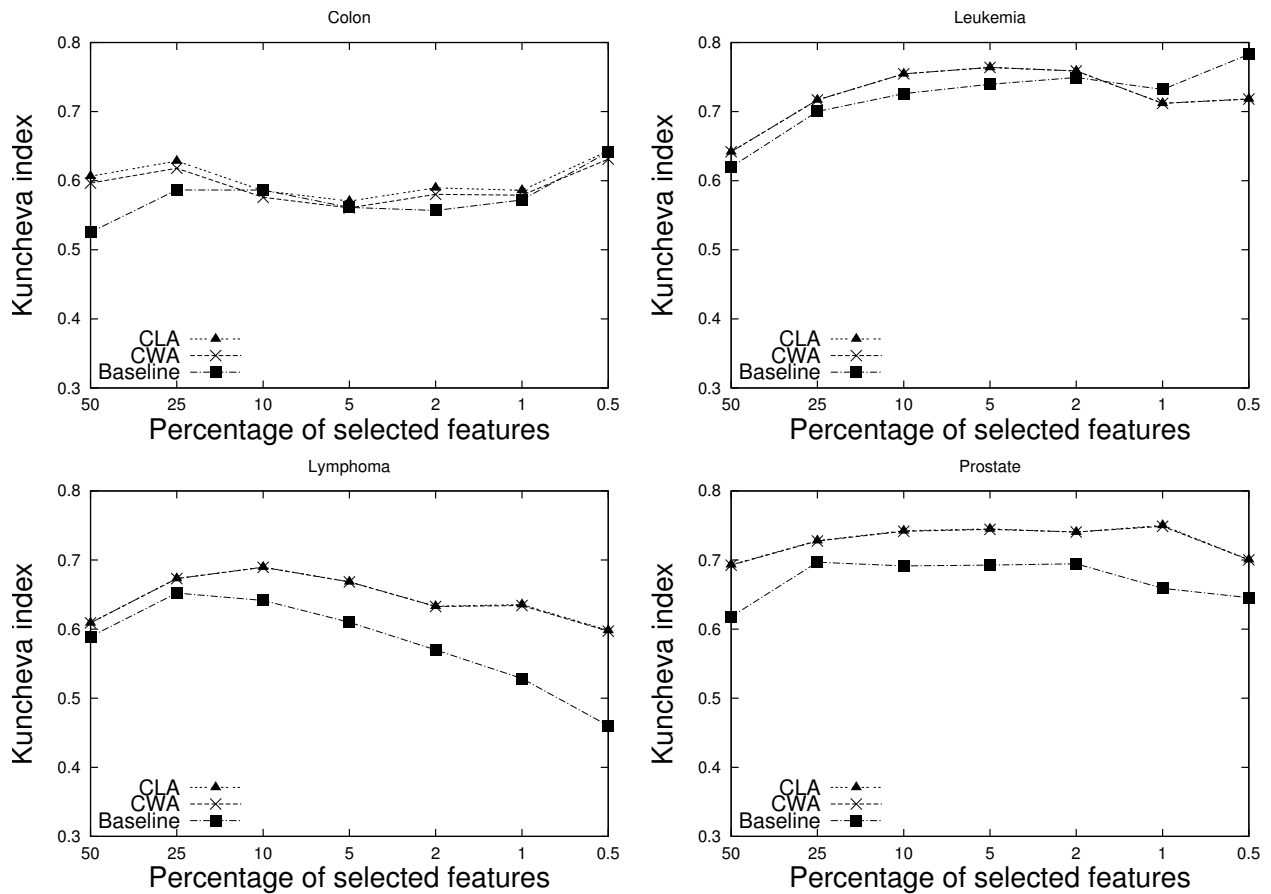 Colon
0.8
0.7
0.6
0.5
0.4
0.3
Kuncheva index
CLA
CWA
Baseline
50 25 10 5 2 1 0.5
Percentage of selected features
Leukemia
0.8
0.7
0.6
0.5
0.4
0.3
Kuncheva index
CLA
CWA
Baseline
50 25 10 5 2 1 0.5
Percentage of selected features
Lymphoma
0.8
0.7
0.6
0.5
0.4
0.3
Kuncheva index
CLA
CWA
Baseline
50 25 10 5 2 1 0.5
Percentage of selected features
Prostate
0.8
0.7
0.6
0.5
0.4
0.3
Kuncheva index
CLA
CWA
Baseline
50 25 10 5 2 1 0.5
Percentage of selected features